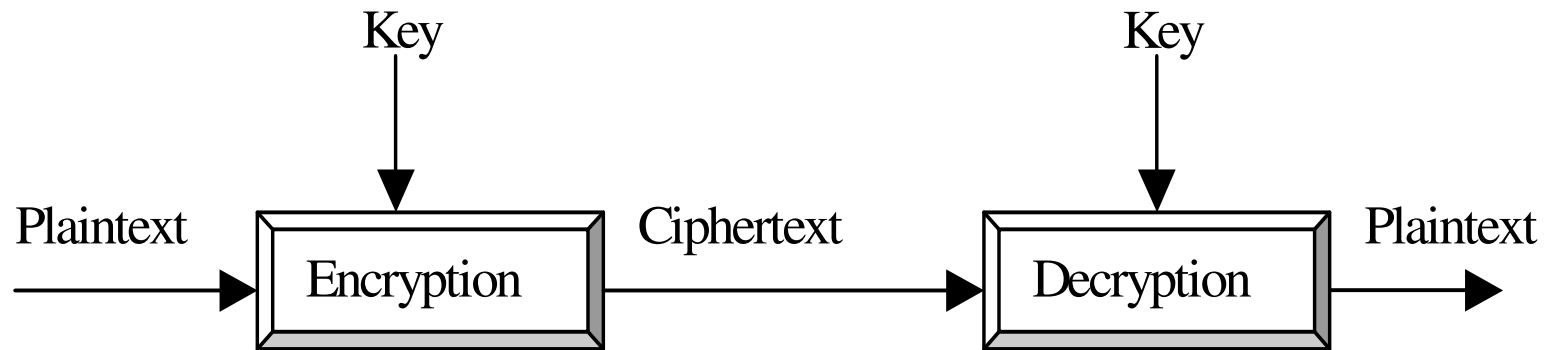 Key
Key
Plaintext
Ciphertext
Plaintext
Encryption
Decryption